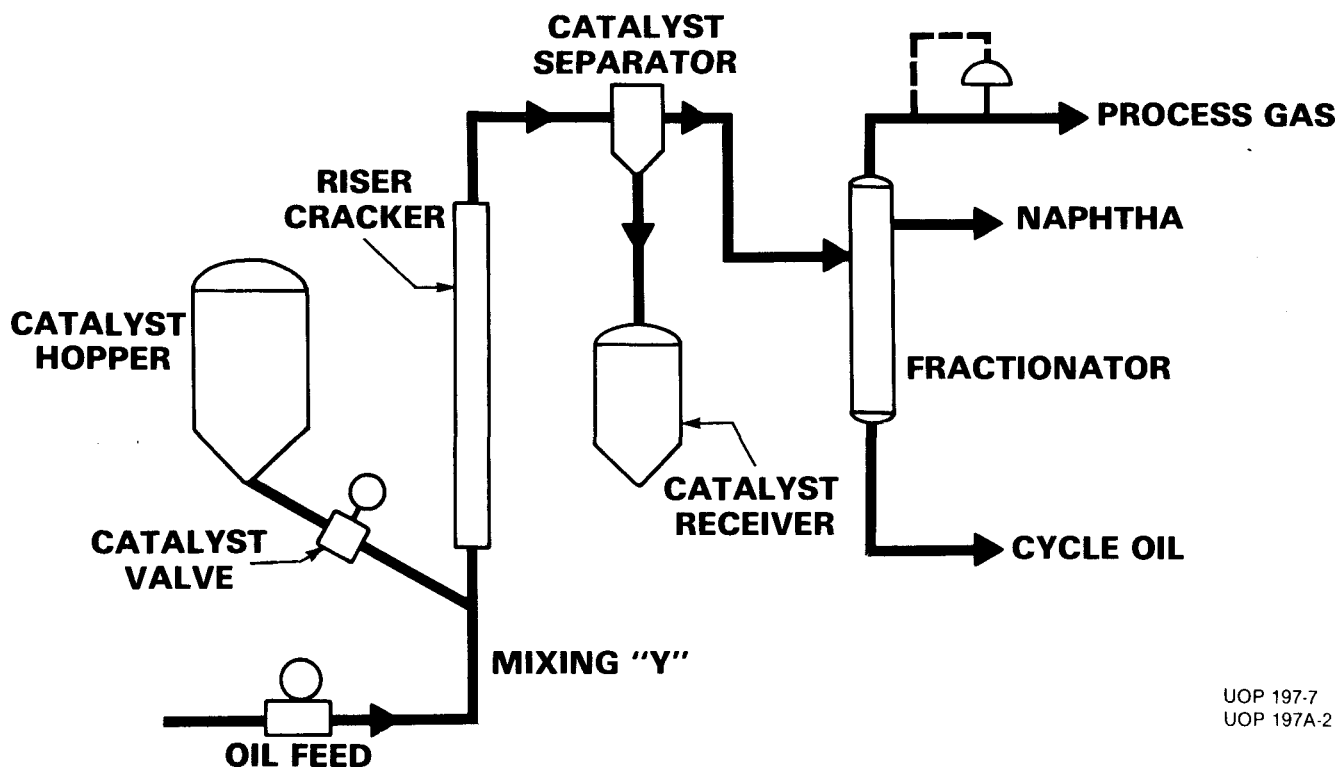 CATALYST
SEPARATOR
PROCESS GAS
RISER
CRACKER
NAPHTHA
CATALYST
HOPPER
FRACTIONATOR
CATALYST
RECEIVER
CATALYST
VALVE
CYCLE OIL
MIXING "Y"
OIL FEED
UOP 197-7
UOP 197A-2